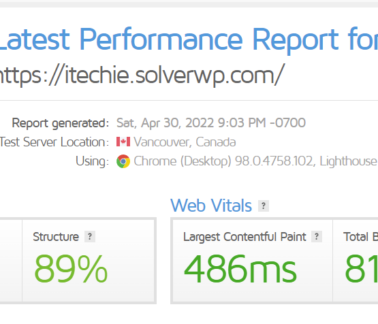 Latest Performance Report for
https://itechie.solverwp.com/
Report generated: Sat, Apr 30, 2022 9:03 PM -0700
Test Server Location: Vancouver, Canada
Using: Chrome (Desktop) 98.0.4758.102, Lighthouse
Web Vitals ?
Structure ?
Largest Contentful Paint ?
Total B
89%
486ms
81